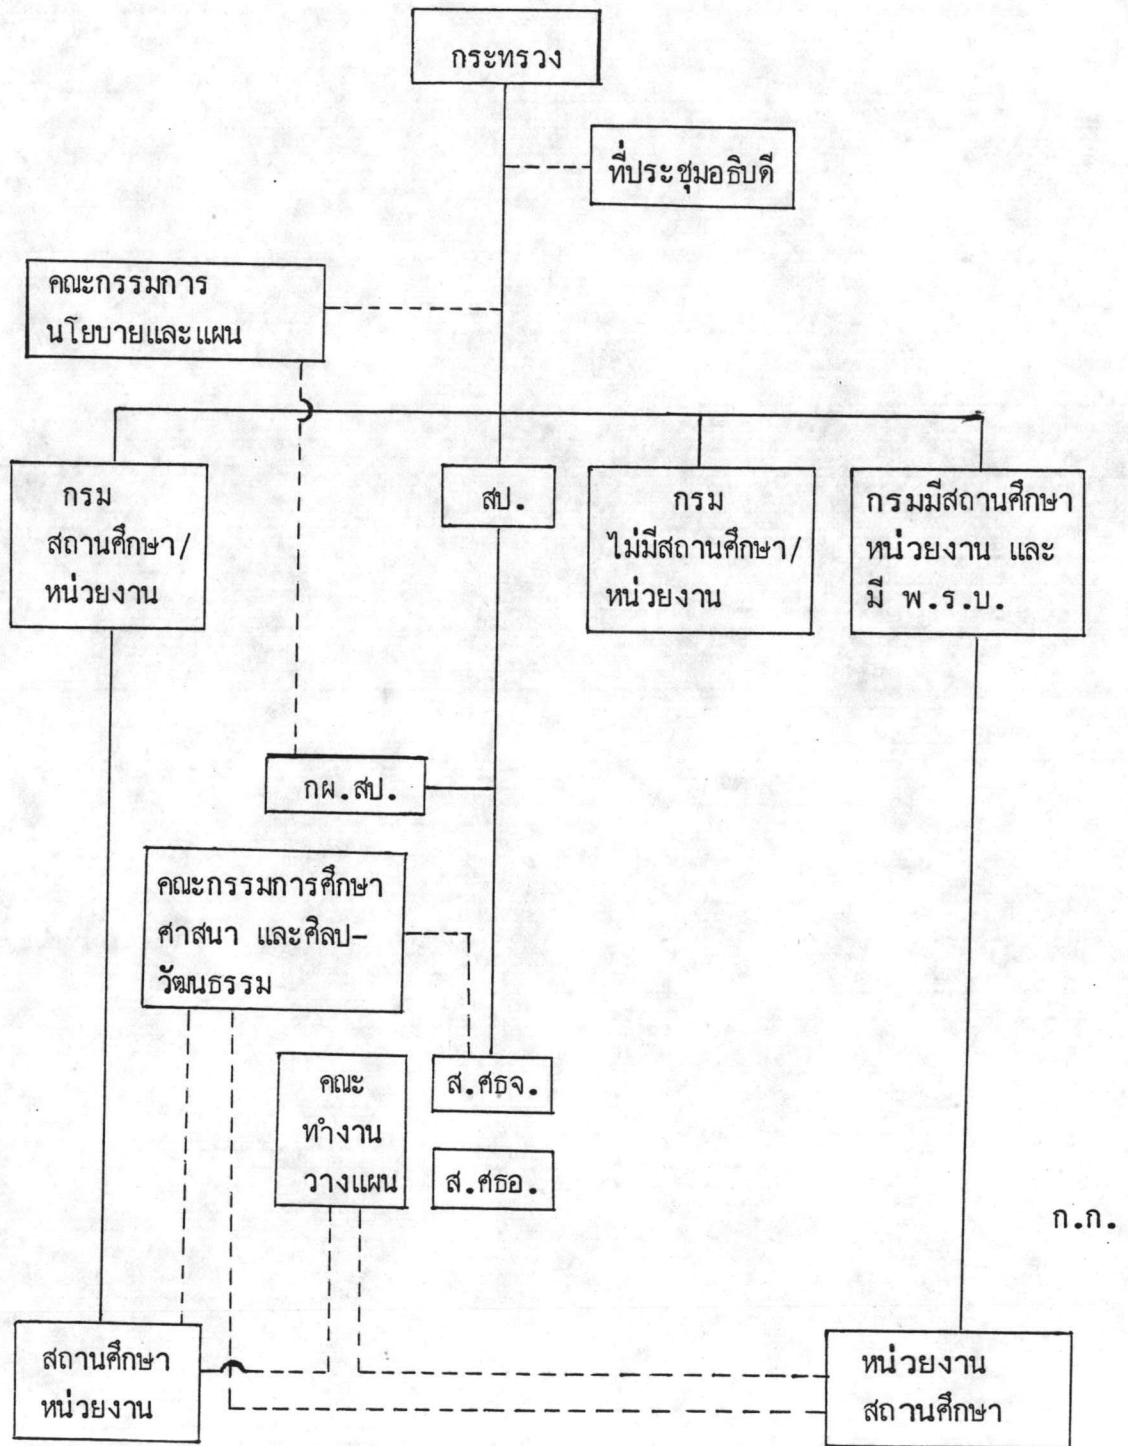 กระทรวง
ที่ประชุมอธิบดี
คณะกรรมการ
นโยบายและแผน
กรม
สถานศึกษา/
หน่วยงาน
สป.
กรม
ไม่มีสถานศึกษา/
หน่วยงาน
กรมมีสถานศึกษา
หน่วยงาน และ
มี พ.ร.บ.
กผ.สป.
คณะกรรมการศึกษา
ศาสนา และศิลป-
วัฒนธรรม
คณะ
ทำงาน
วางแผน
ส.ศธจ.
ส.ศธอ.
ก.ก.
สถานศึกษา
หน่วยงาน
หน่วยงาน
สถานศึกษา